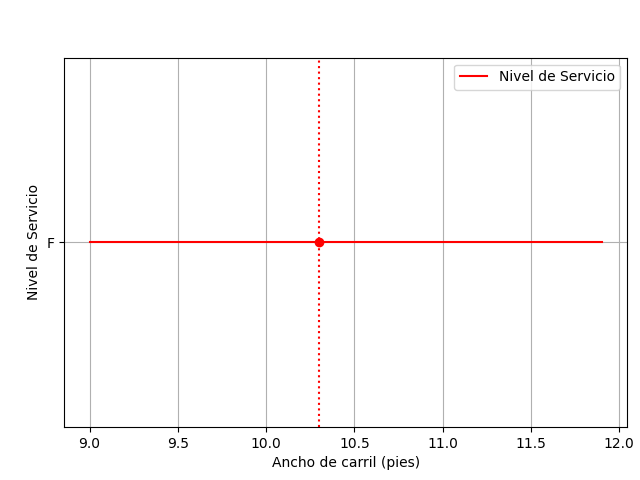 Nivel de Servicio
Nivel de Servicio
F
9.0 9.5 10.0 10.5 11.0 11.5 12.0
Ancho de carril (pies)